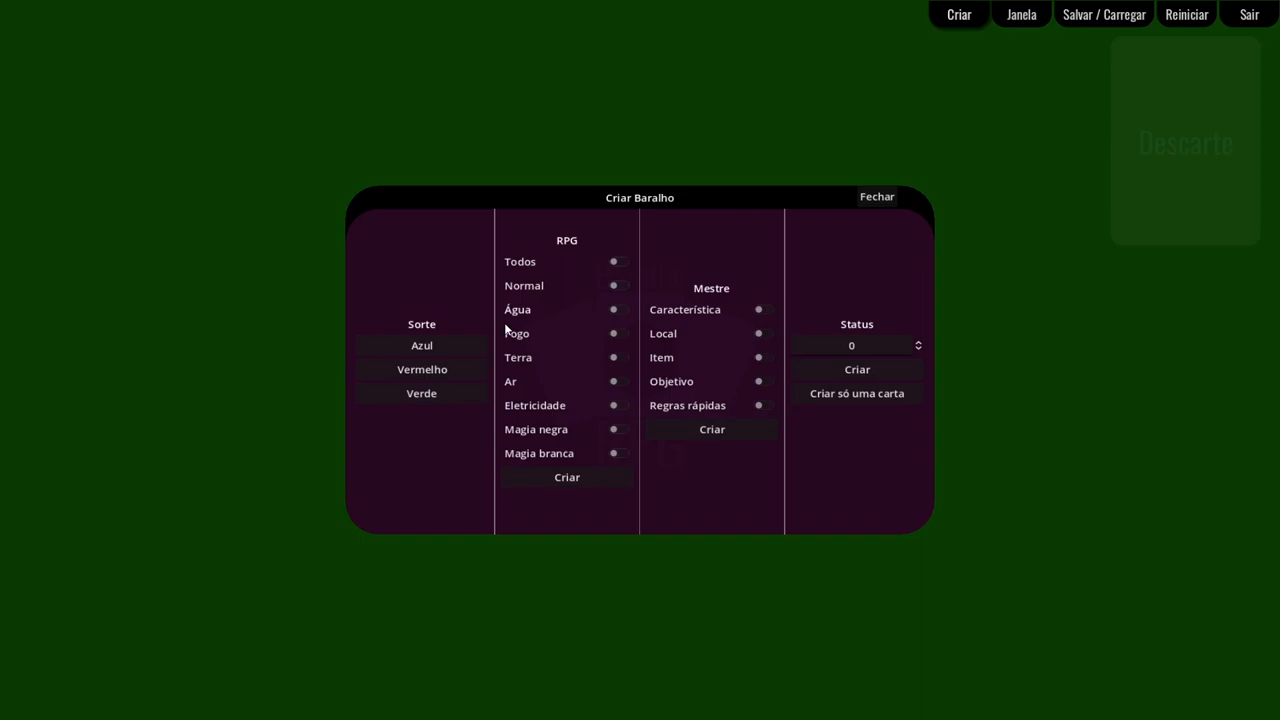 Criar
Janela
Salvar / Carregar
Reiniciar
Sair
Descarte
Criar Baralho
Fechar
Sorte
Azul
Vermelho
Verde
RPG
Todos
Normal
Água
Fogo
Terra
Ar
Eletricidade
Magia negra
Magia branca
Criar
Mestre
Característica
Local
Item
Objetivo
Regras rápidas
Criar
Status
0
Criar
Criar só uma carta